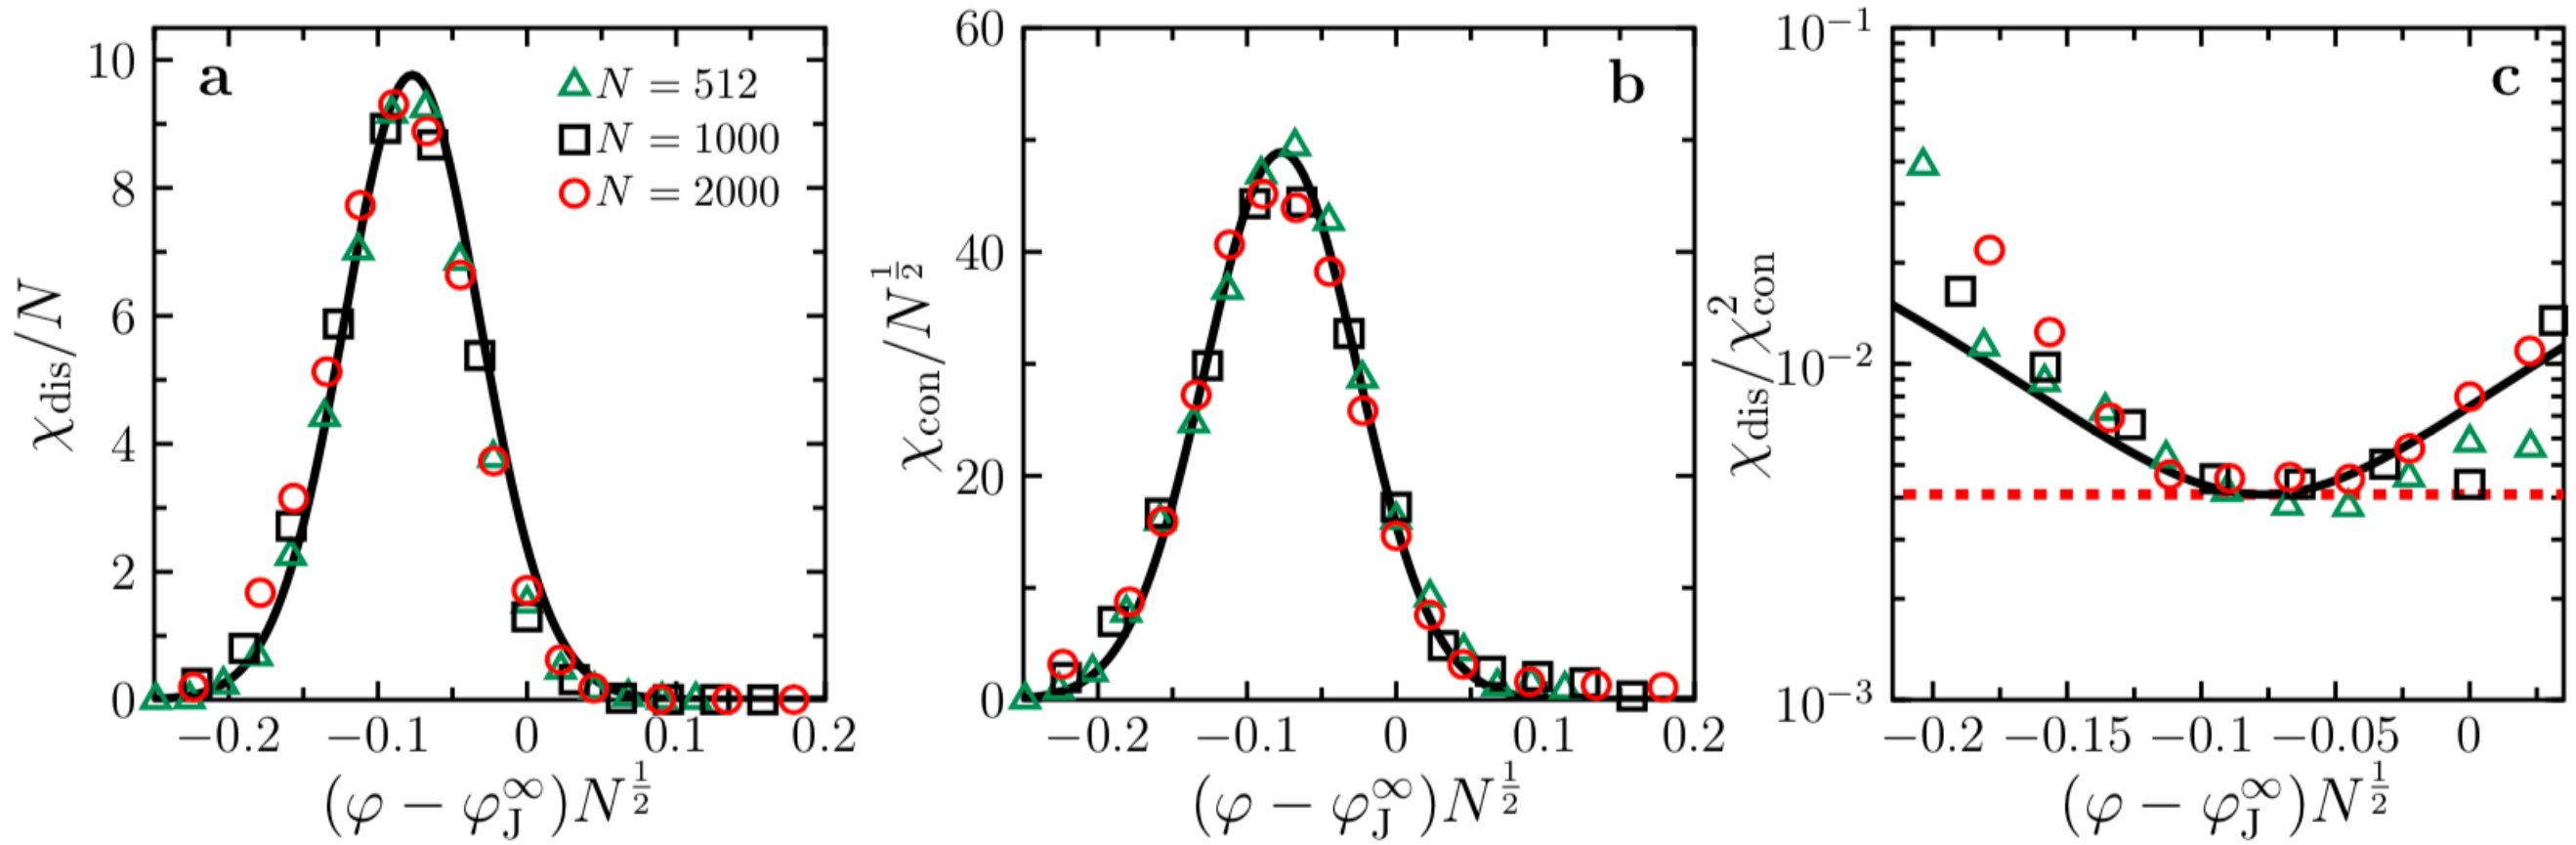 a
N = 512
N = 1000
N = 2000
10
8
6
4
2
0
−0.2 −0.1 0 0.1 0.2
χdis/N
(φ − φJ∞)N^{1/2}
b
60
40
20
0
−0.2 −0.1 0 0.1 0.2
χcon/N^{1/2}
(φ − φJ∞)N^{1/2}
c
10^{−1}
10^{−2}
10^{−3}
−0.2 −0.15 −0.1 −0.05 0
χdis/χ²con
(φ − φJ∞)N^{1/2}